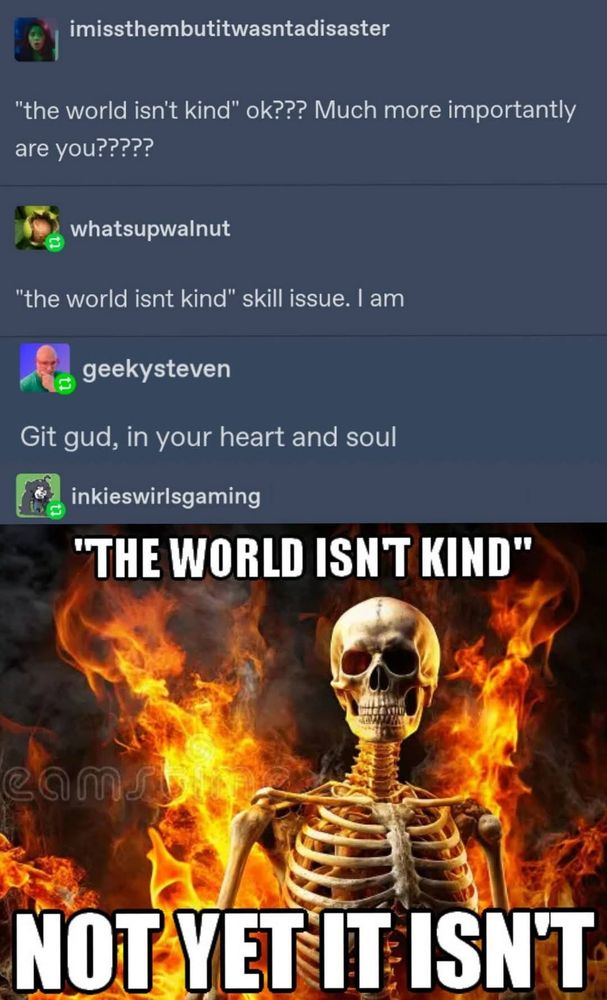 imissthembutitwasntadisaster
"the world isn't kind" ok??? Much more importantly
are you?????
whatsupwalnut
"the world isnt kind" skill issue. I am
geekysteven
Git gud, in your heart and soul
inkieswirlsgaming
"THE WORLD ISN'T KIND"
NOT YET IT ISN'T